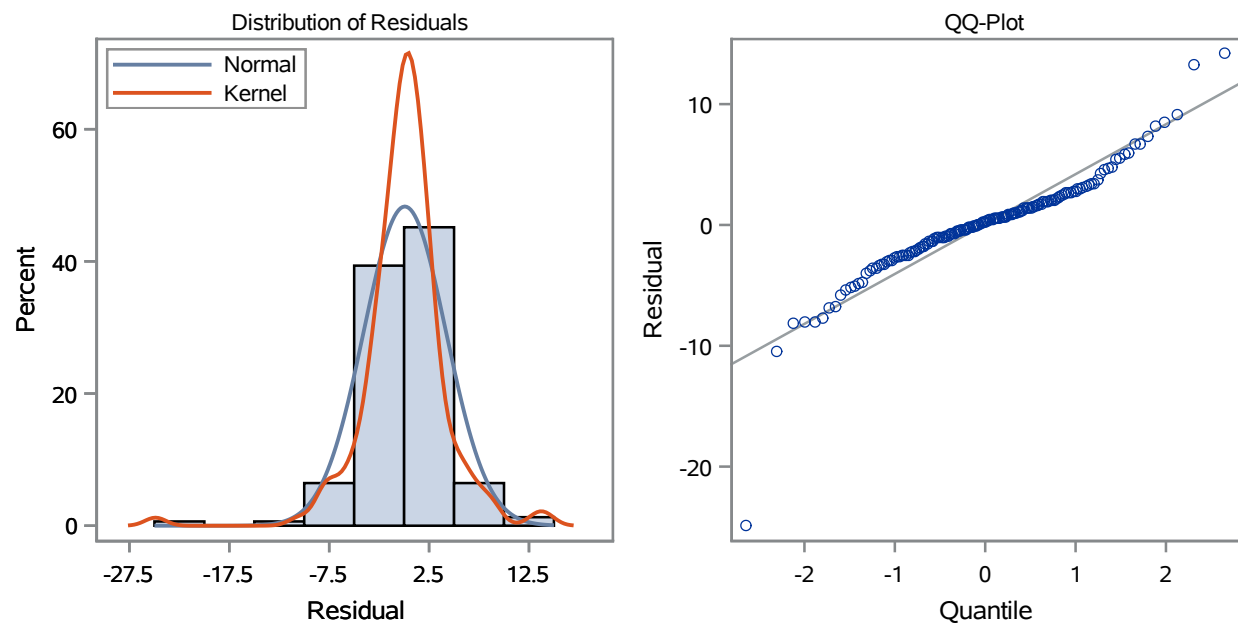 Distribution of Residuals
Normal
Kernel
Percent
60
40
20
0
-27.5 -17.5 -7.5 2.5 12.5
Residual
QQ-Plot
Residual
10
0
-10
-20
-2 -1 0 1 2
Quantile